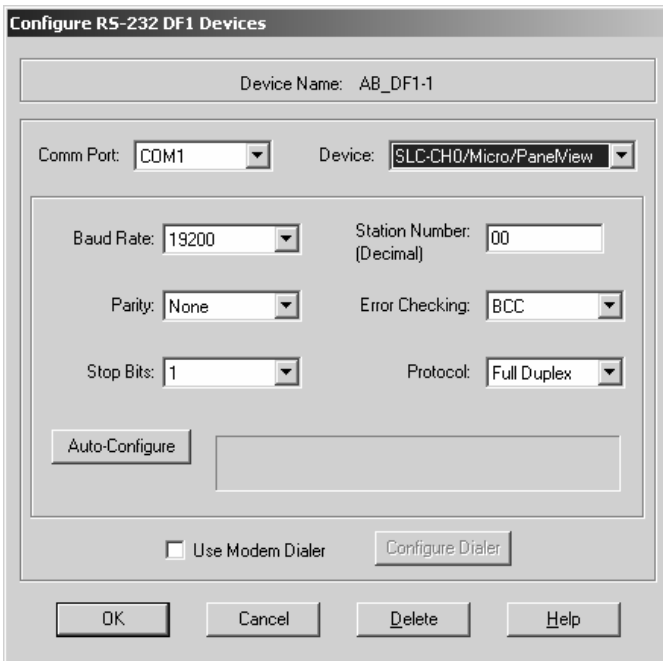 Configure RS-232 DF1 Devices
Device Name: AB_DF1-1
Comm Port: COM1 Device: SLC-CH0/Micro/PanelView
Baud Rate: 19200 Station Number: 00
(Decimal)
Parity: None Error Checking: BCC
Stop Bits: 1 Protocol: Full Duplex
Auto-Configure
Use Modem Dialer Configure Dialer
OK Cancel Delete Help